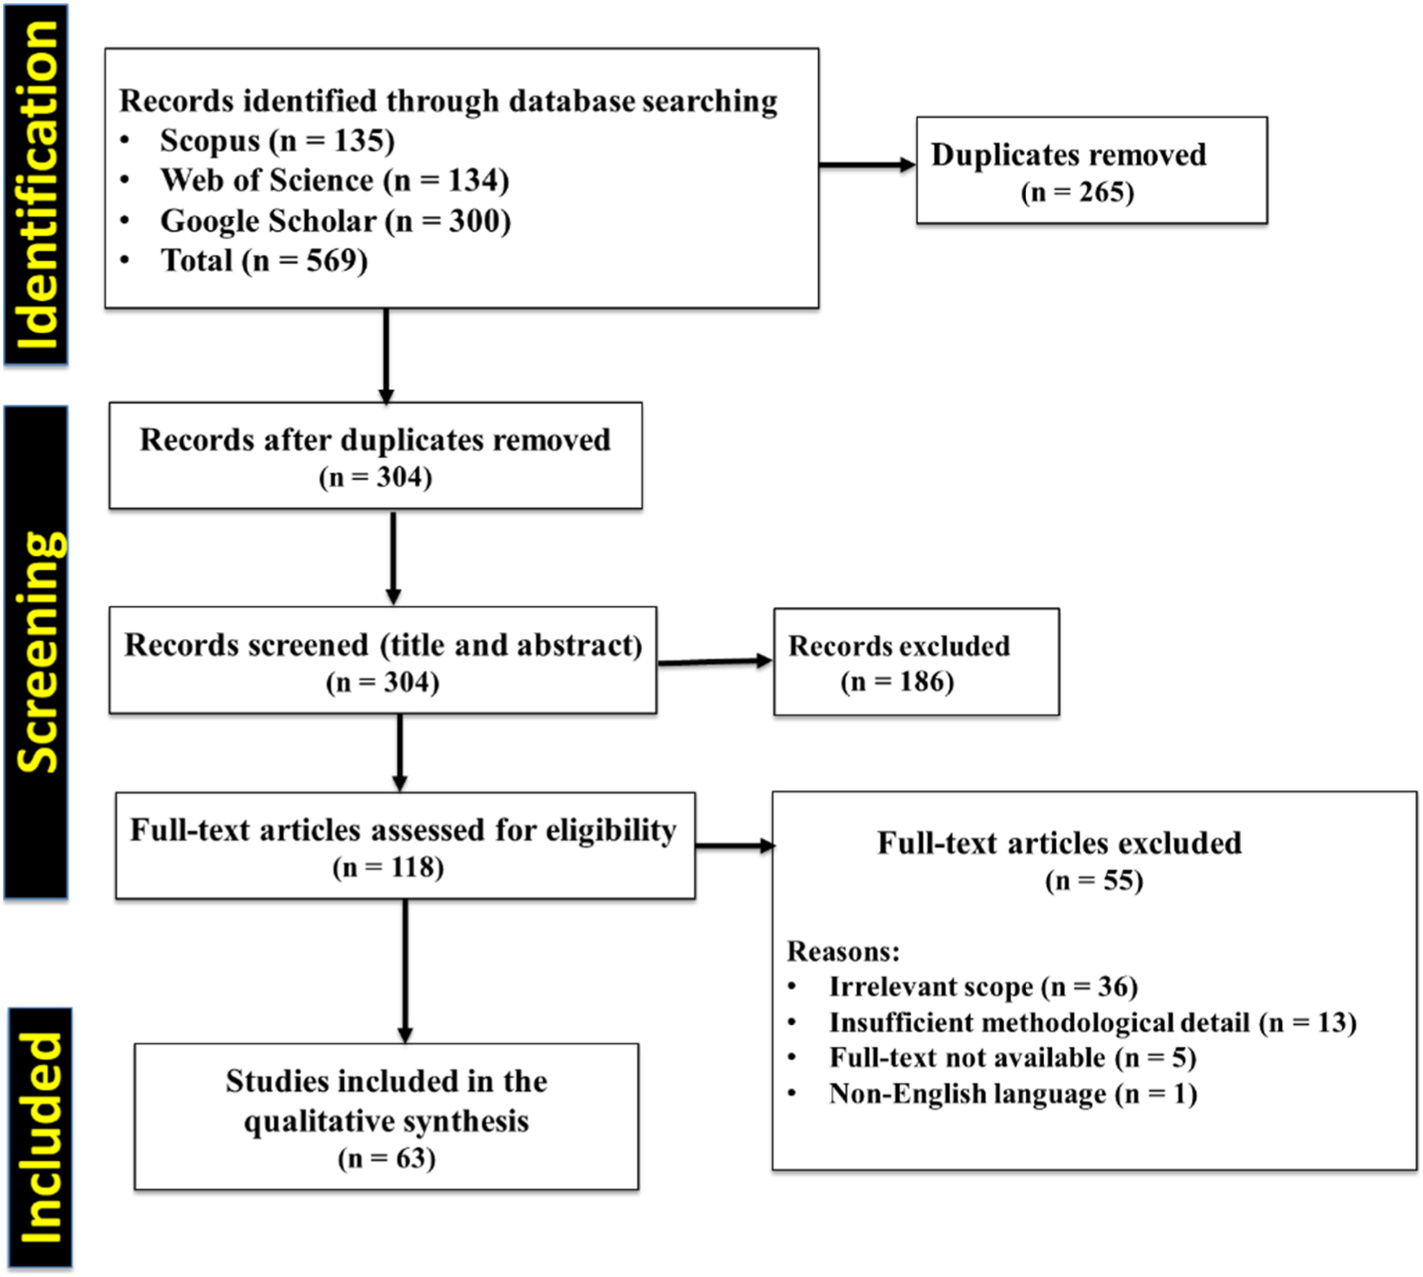 Identification
Records identified through database searching
• Scopus (n = 135)
• Web of Science (n = 134)
• Google Scholar (n = 300)
• Total (n = 569)
Duplicates removed
(n = 265)
Screening
Records after duplicates removed
(n = 304)
Records screened (title and abstract)
(n = 304)
Records excluded
(n = 186)
Full-text articles assessed for eligibility
(n = 118)
Full-text articles excluded
(n = 55)
Reasons:
• Irrelevant scope (n = 36)
• Insufficient methodological detail (n = 13)
• Full-text not available (n = 5)
• Non-English language (n = 1)
Included
Studies included in the
qualitative synthesis
(n = 63)